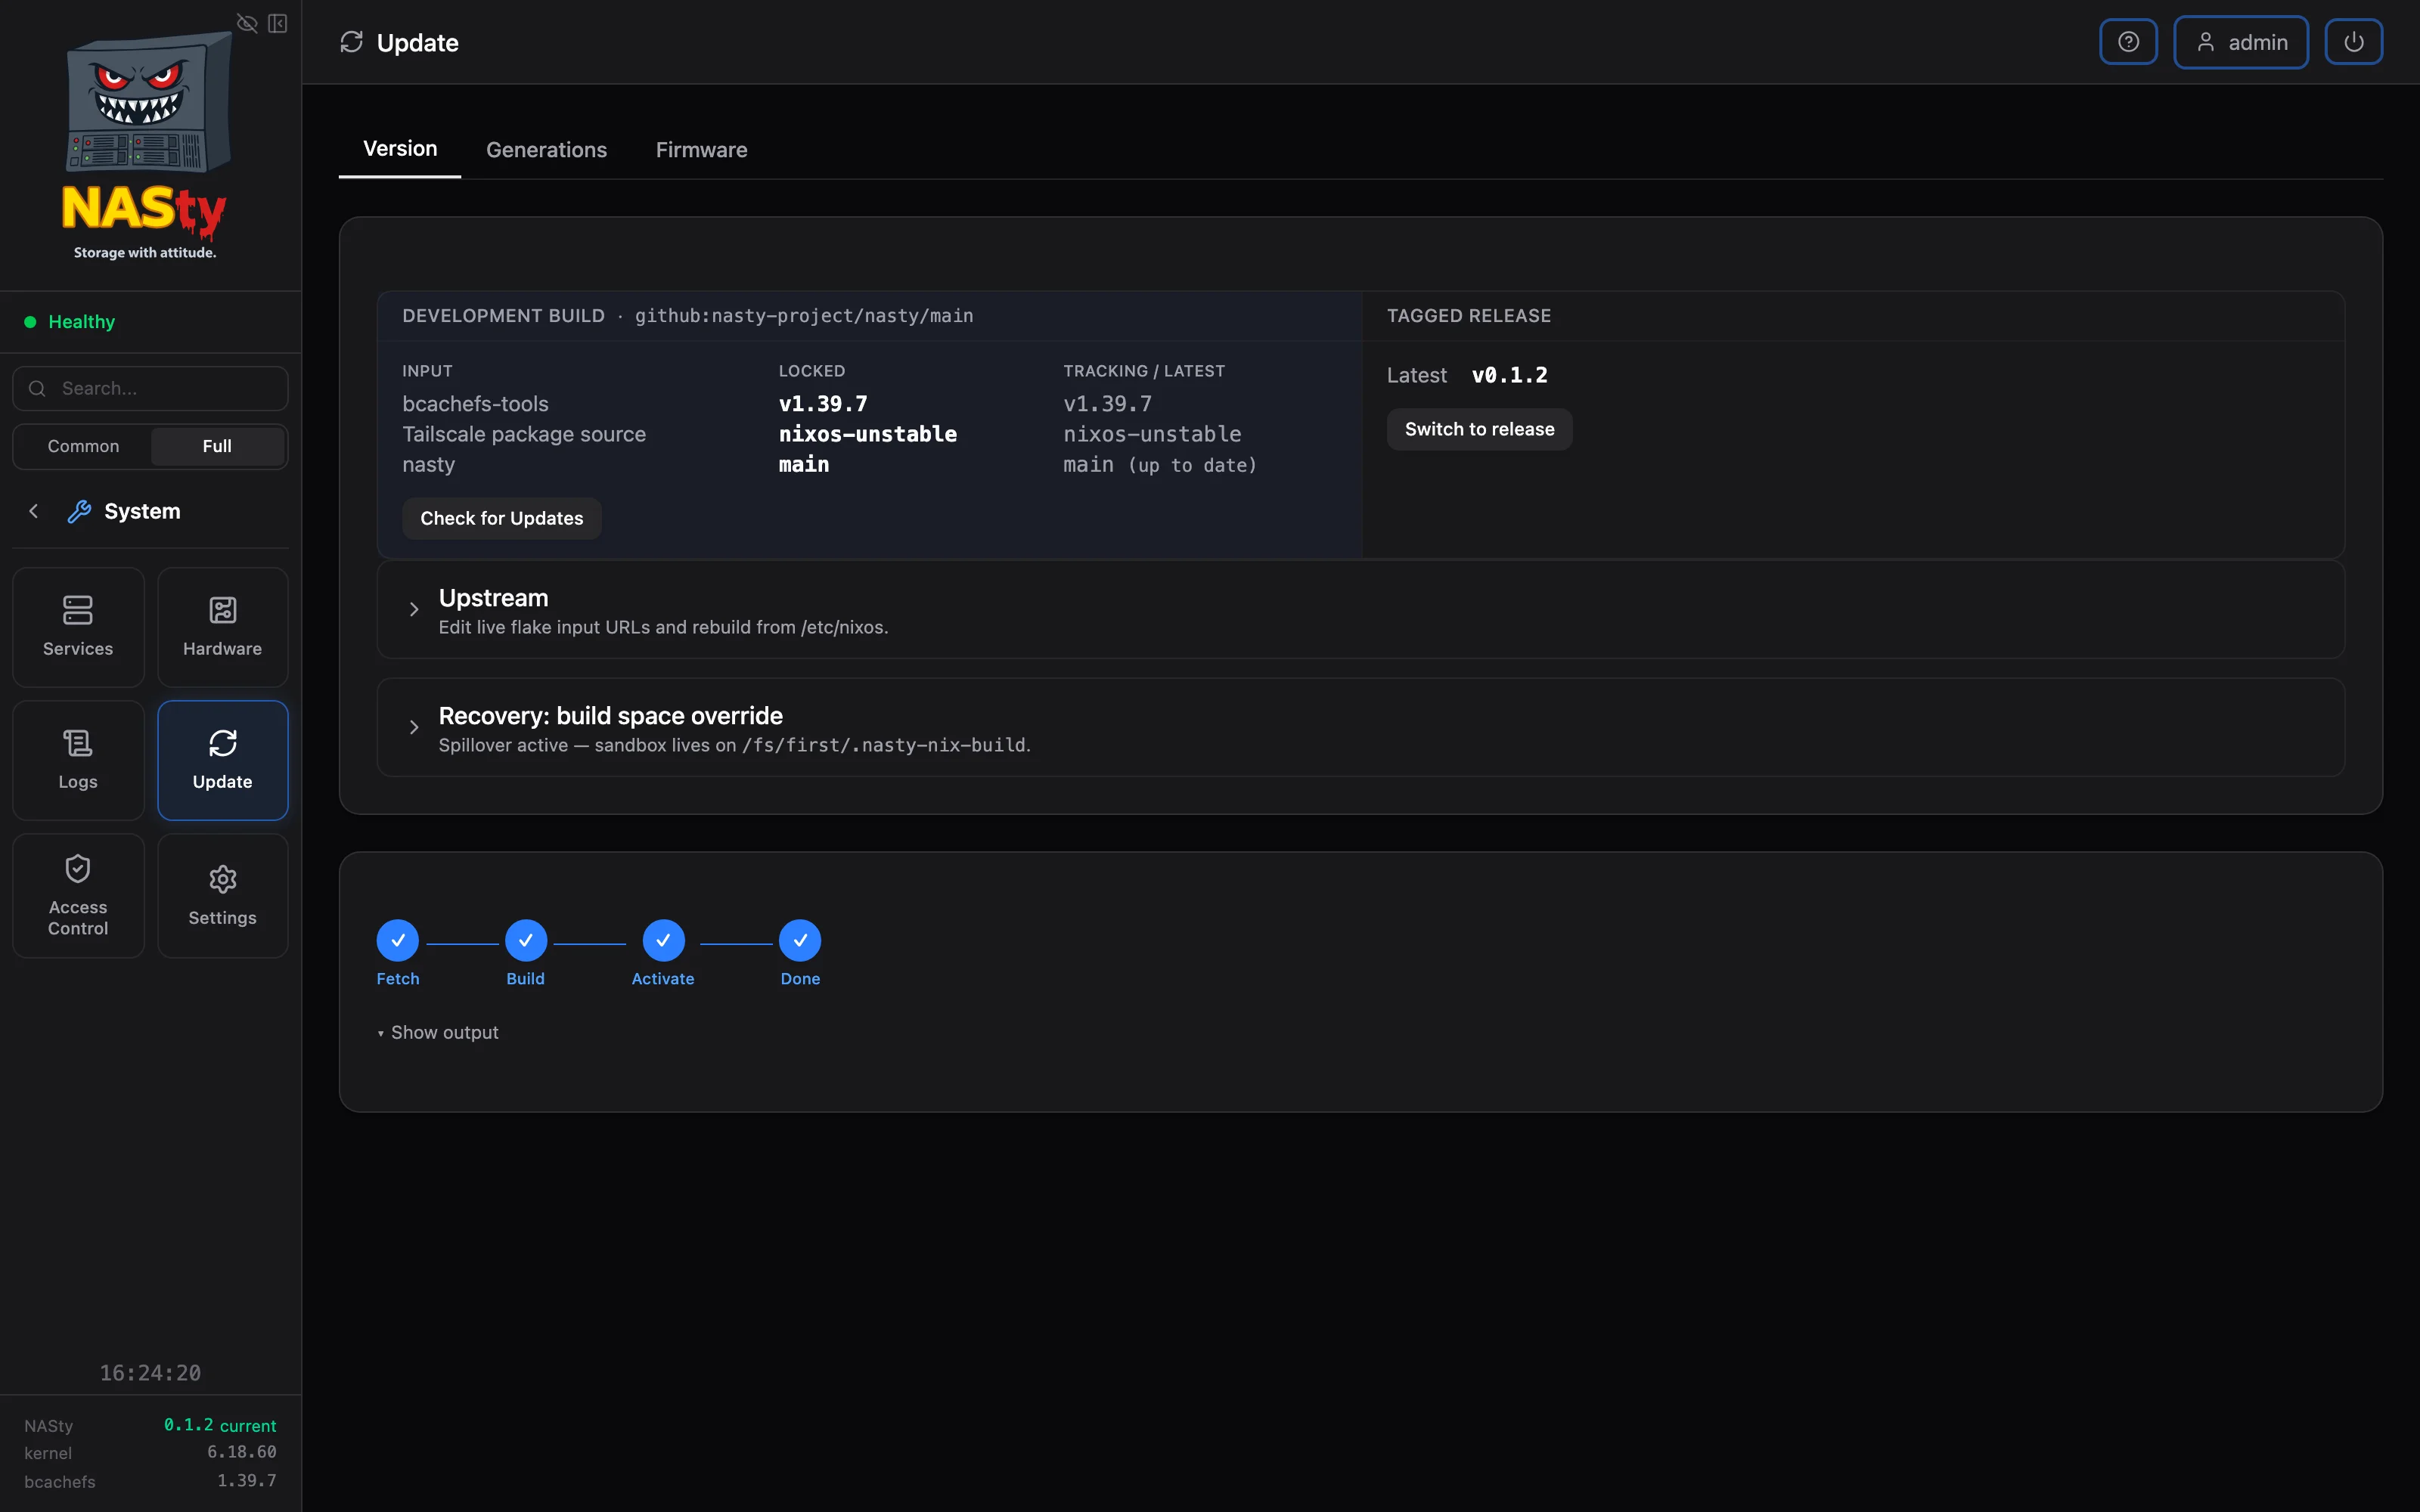 NASty
Storage with attitude.
Healthy
Search...
Common
Full
System
Services
Hardware
Logs
Update
Access
Control
Settings
16:24:20
NASty 0.1.2 current
kernel 6.18.60
bcachefs 1.39.7
Update
admin
Version
Generations
Firmware
DEVELOPMENT BUILD · github:nasty-project/nasty/main
INPUT LOCKED TRACKING / LATEST
bcachefs-tools v1.39.7 v1.39.7
Tailscale package source nixos-unstable nixos-unstable
nasty main main (up to date)
Check for Updates
TAGGED RELEASE
Latest v0.1.2
Switch to release
Upstream
Edit live flake input URLs and rebuild from /etc/nixos.
Recovery: build space override
Spillover active — sandbox lives on /fs/first/.nasty-nix-build.
Fetch
Build
Activate
Done
Show output